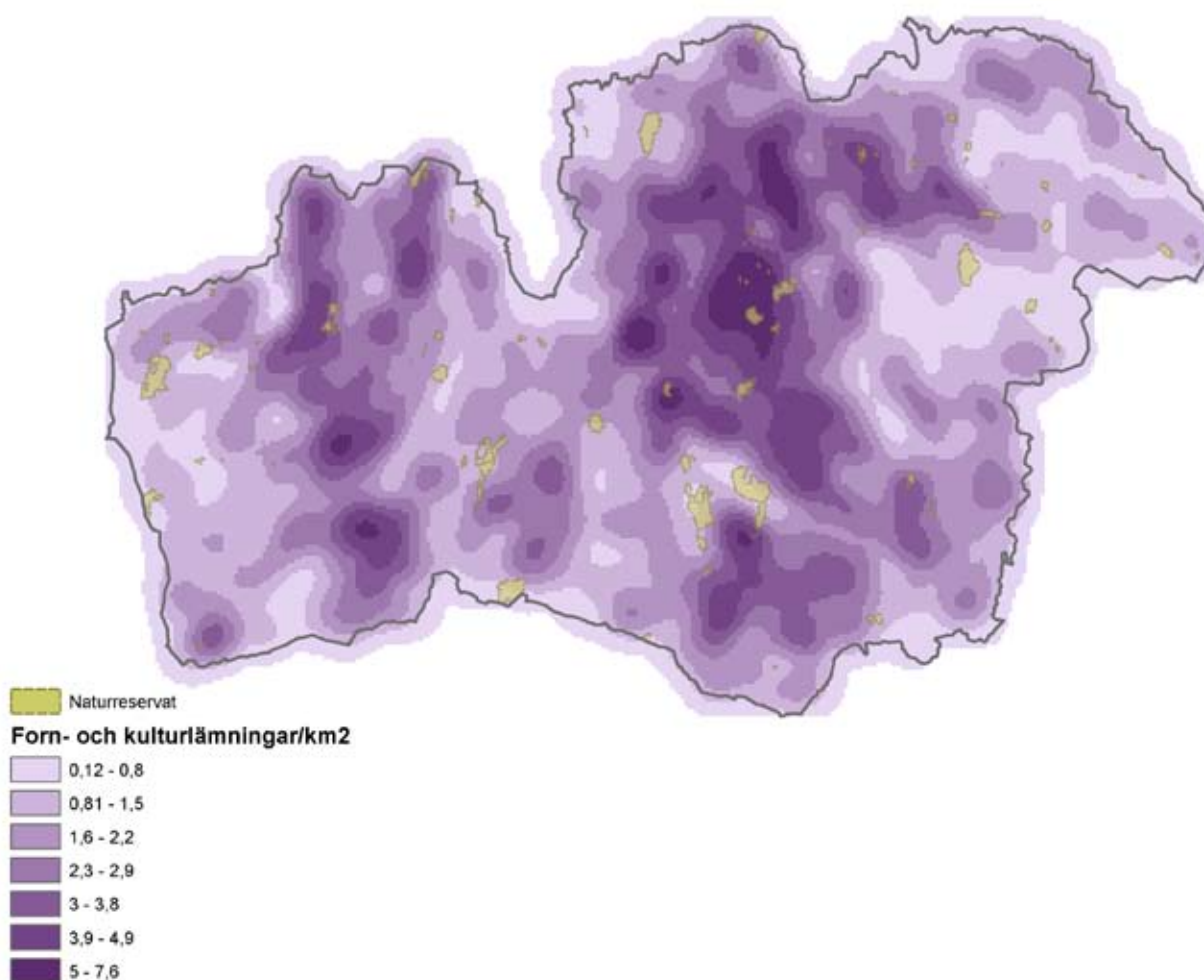 Naturreservat
Forn- och kulturlämningar/km2
0,12 - 0,8
0,81 - 1,5
1,6 - 2,2
2,3 - 2,9
3 - 3,8
3,9 - 4,9
5 - 7,6